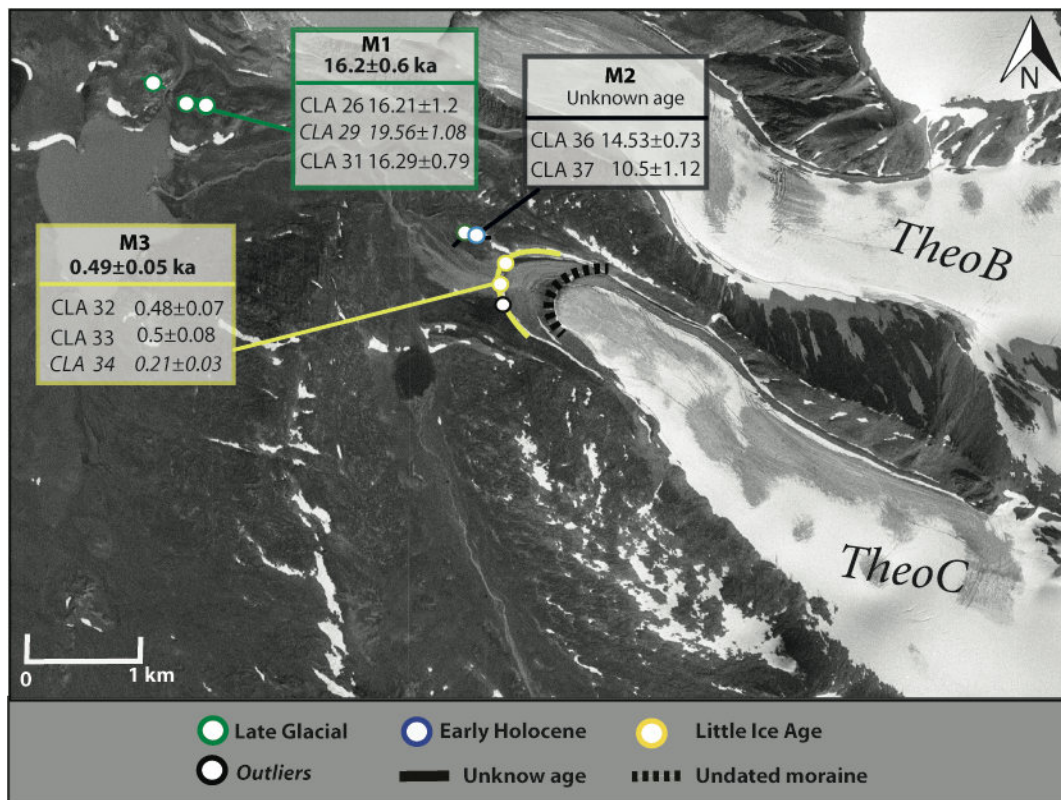 M1
16.2±0.6 ka
CLA 26 16.21±1.2
CLA 29 19.56±1.08
CLA 31 16.29±0.79
M2
Unknown age
CLA 36 14.53±0.73
CLA 37 10.5±1.12
N
M3
0.49±0.05 ka
CLA 32 0.48±0.07
CLA 33 0.5±0.08
CLA 34 0.21±0.03
TheoB
TheoC
0 1 km
Late Glacial Early Holocene Little Ice Age
Outliers Unknow age Undated moraine